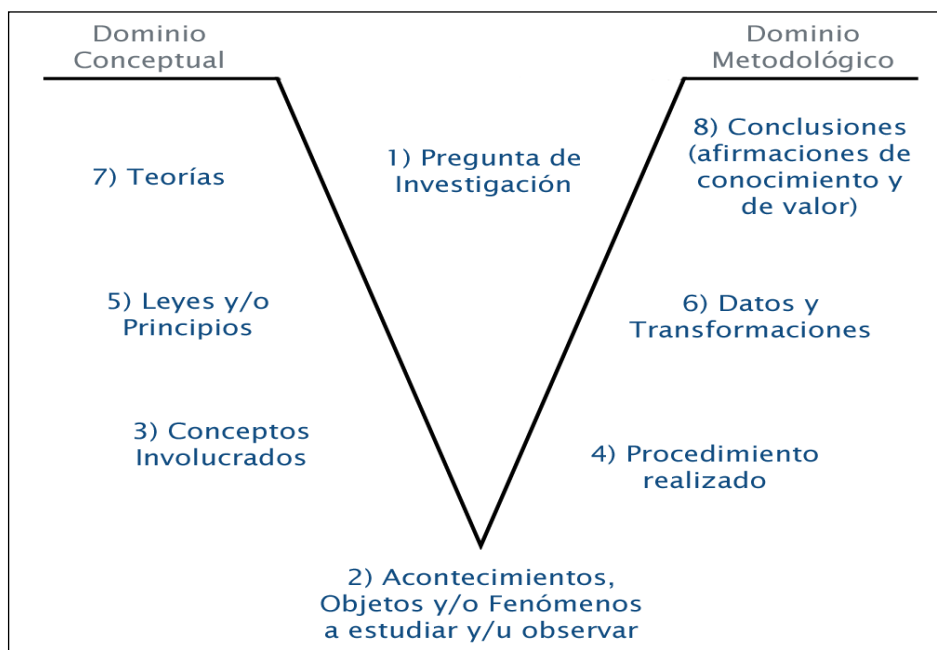 Dominio
Conceptual
Dominio
Metodológico
1) Pregunta de
Investigación
8) Conclusiones
(afirmaciones de
conocimiento y
de valor)
7) Teorías
5) Leyes y/o
Principios
6) Datos y
Transformaciones
3) Conceptos
Involucrados
4) Procedimiento
realizado
2) Acontecimientos,
Objetos y/o Fenómenos
a estudiar y/u observar